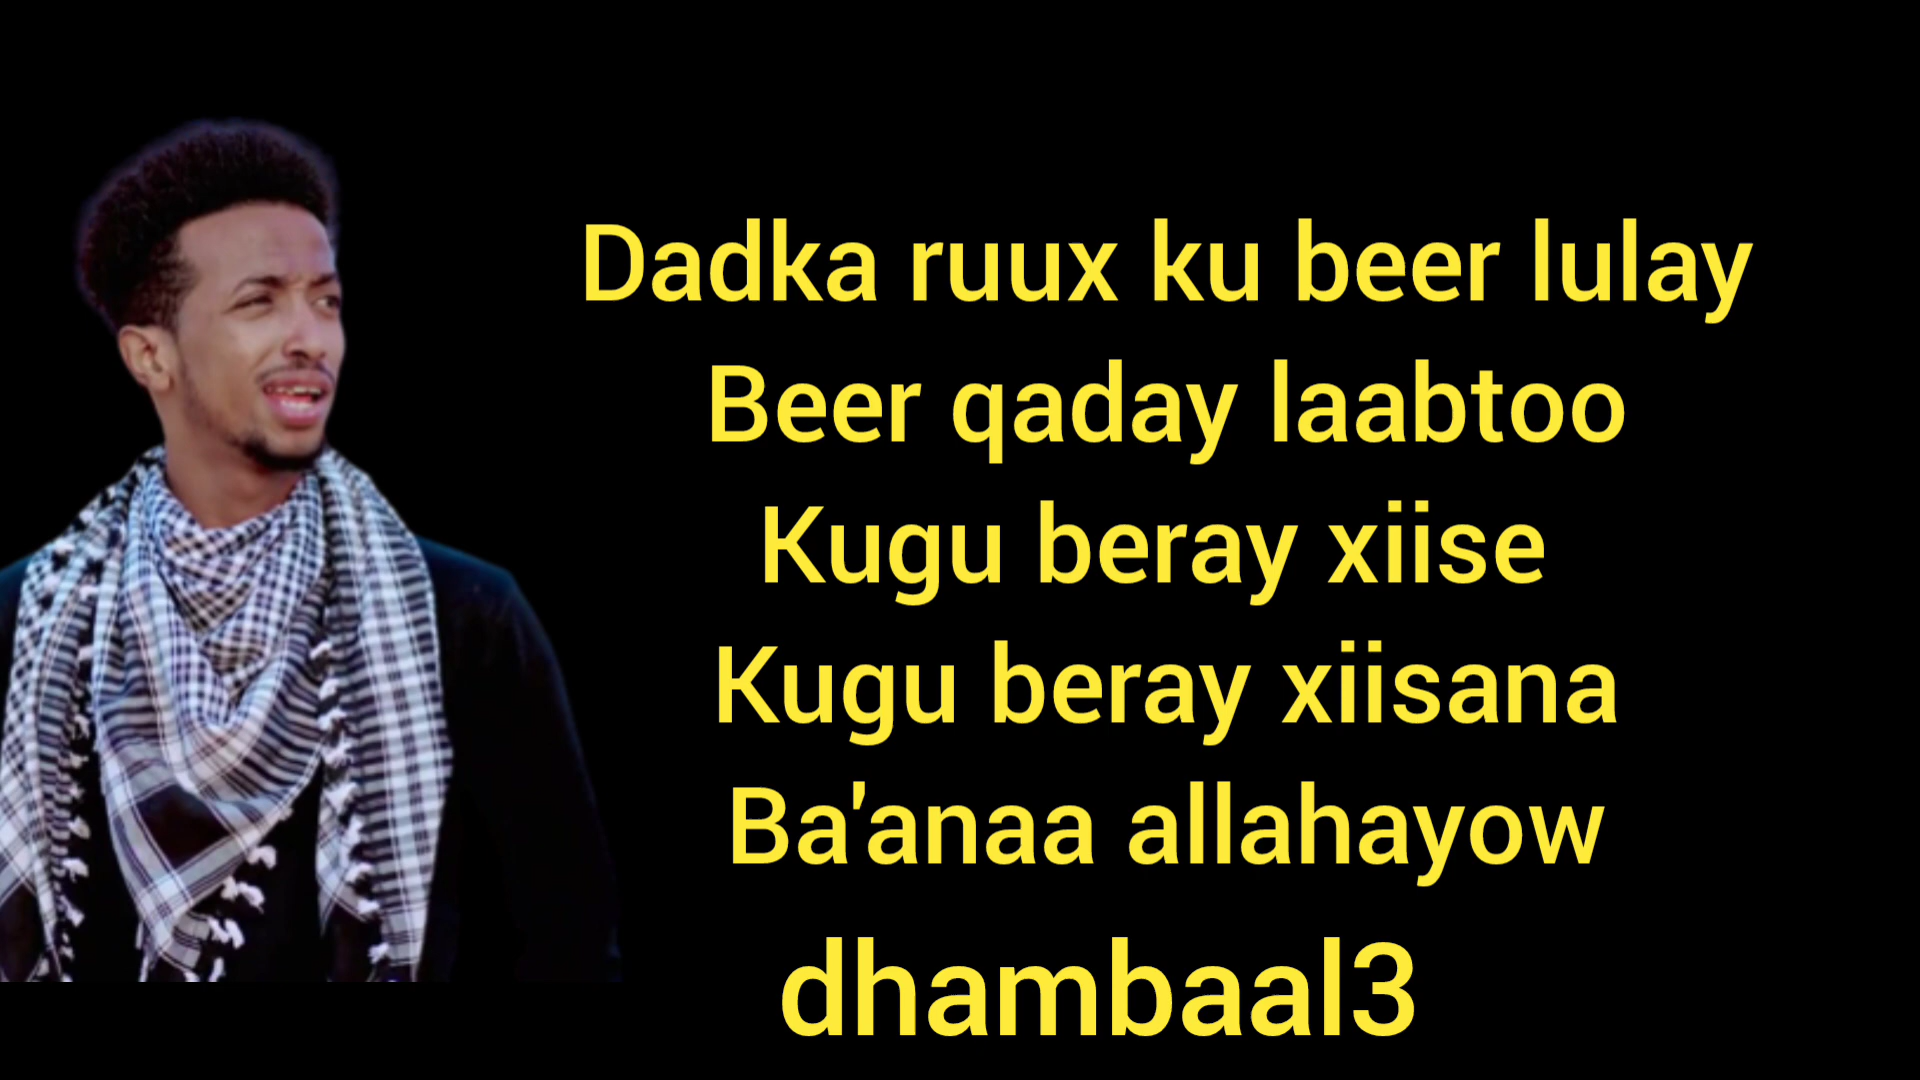 Dadka ruux ku beer lulay
Beer qaday laabtoo
Kugu beray xiise
Kugu beray xiisana
Ba'anaa allahayow
dhambaal3